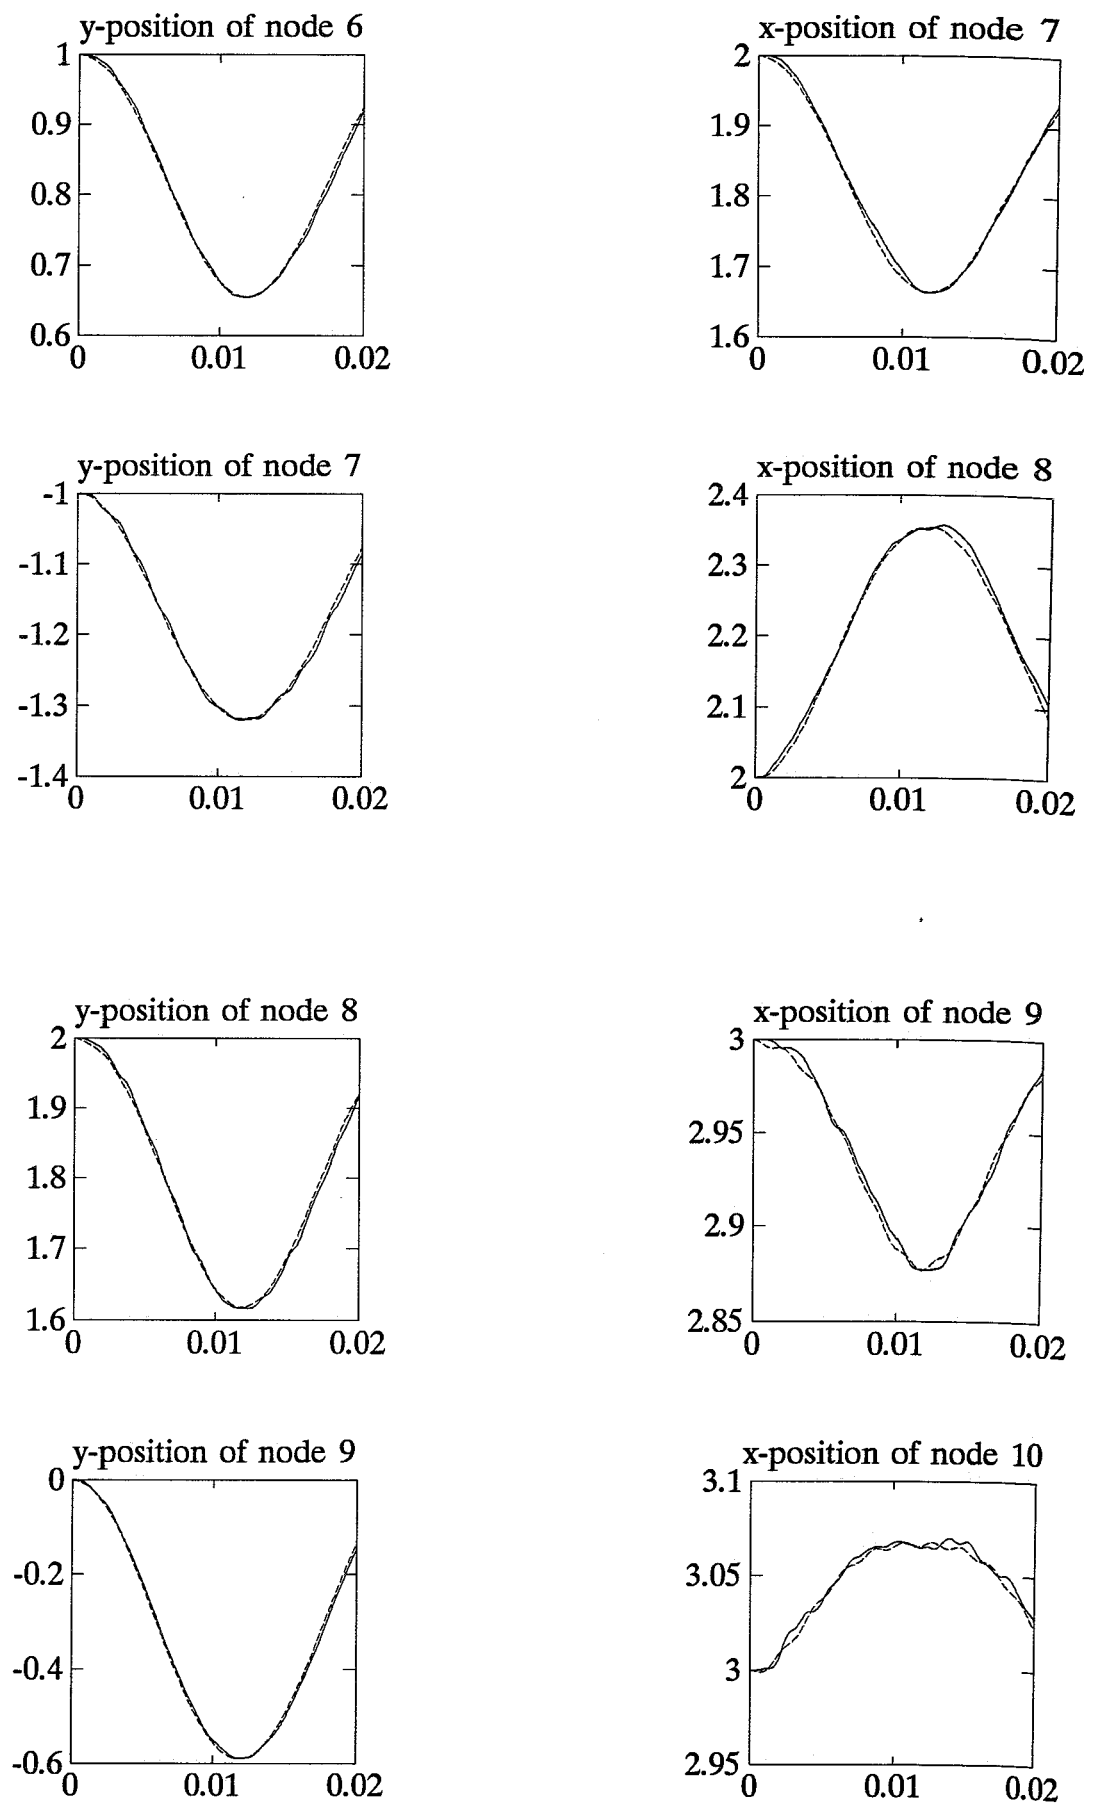 y-position of node 6
1
0.9
0.8
0.7
0.6
0 0.01 0.02
x-position of node 7
2
1.9
1.8
1.7
1.6
0 0.01 0.02
y-position of node 7
-1
-1.1
-1.2
-1.3
-1.4
0 0.01 0.02
x-position of node 8
2.4
2.3
2.2
2.1
2
0 0.01 0.02
y-position of node 8
2
1.9
1.8
1.7
1.6
0 0.01 0.02
x-position of node 9
3
2.95
2.9
2.85
0 0.01 0.02
y-position of node 9
0
-0.2
-0.4
-0.6
0 0.01 0.02
x-position of node 10
3.1
3.05
3
2.95
0 0.01 0.02